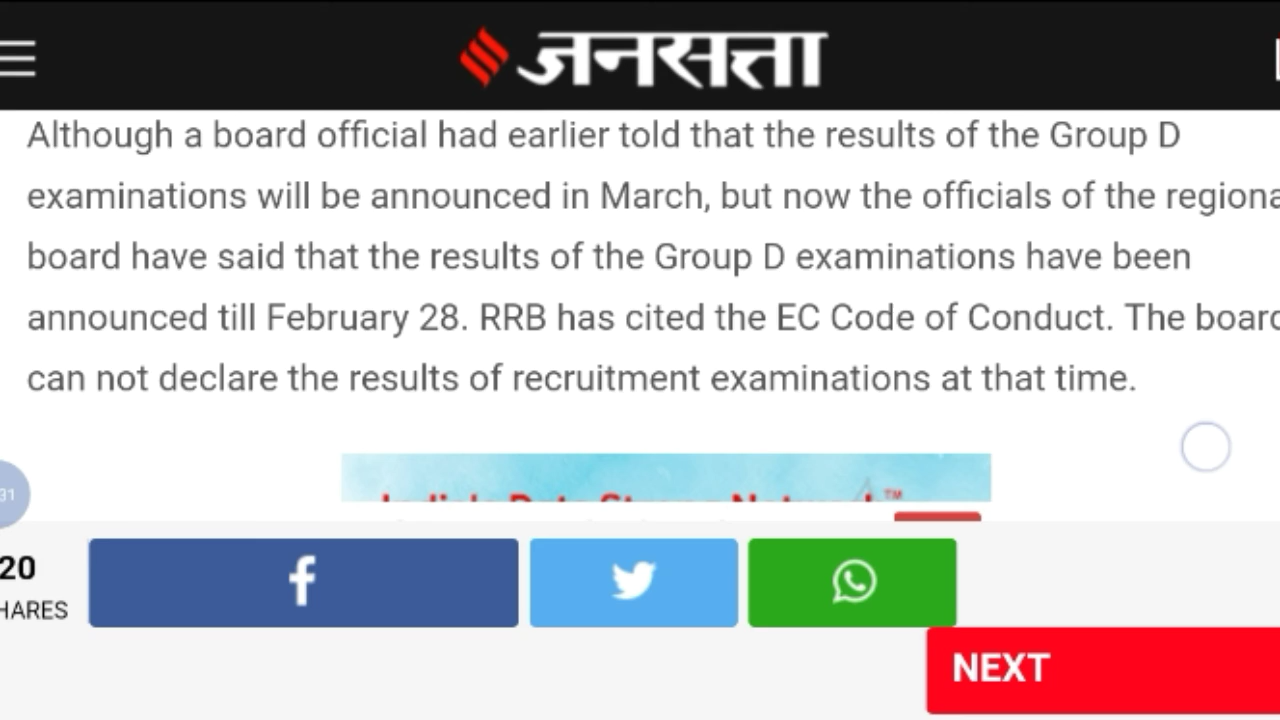 जनसत्ता
Although a board official had earlier told that the results of the Group D
examinations will be announced in March, but now the officials of the regiona
board have said that the results of the Group D examinations have been
announced till February 28. RRB has cited the EC Code of Conduct. The board
can not declare the results of recruitment examinations at that time.
31
TM
20
HARES
NEXT